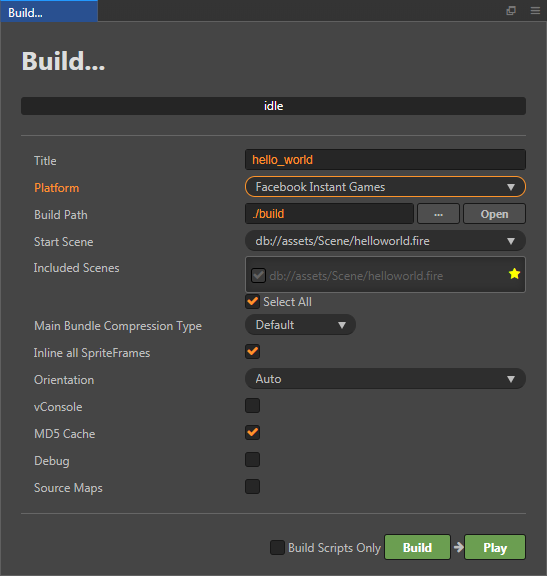 Build...
Build...
idle
Title hello_world
Platform Facebook Instant Games
Build Path ./build ... Open
Start Scene db://assets/Scene/helloworld.fire
Included Scenes db://assets/Scene/helloworld.fire
Select All
Main Bundle Compression Type Default
Inline all SpriteFrames
Orientation Auto
vConsole
MD5 Cache
Debug
Source Maps
Build Scripts Only Build Play